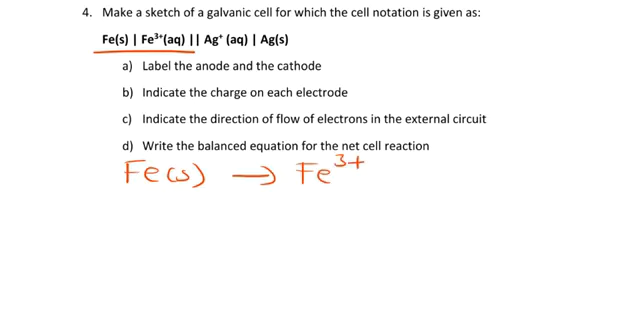 4. Make a sketch of a galvanic cell for which the cell notation is given as:
Fe(s) | Fe³⁺(aq) || Ag⁺ (aq) | Ag(s)
a) Label the anode and the cathode
b) Indicate the charge on each electrode
c) Indicate the direction of flow of electrons in the external circuit
d) Write the balanced equation for the net cell reaction
Fe(s) → Fe³⁺